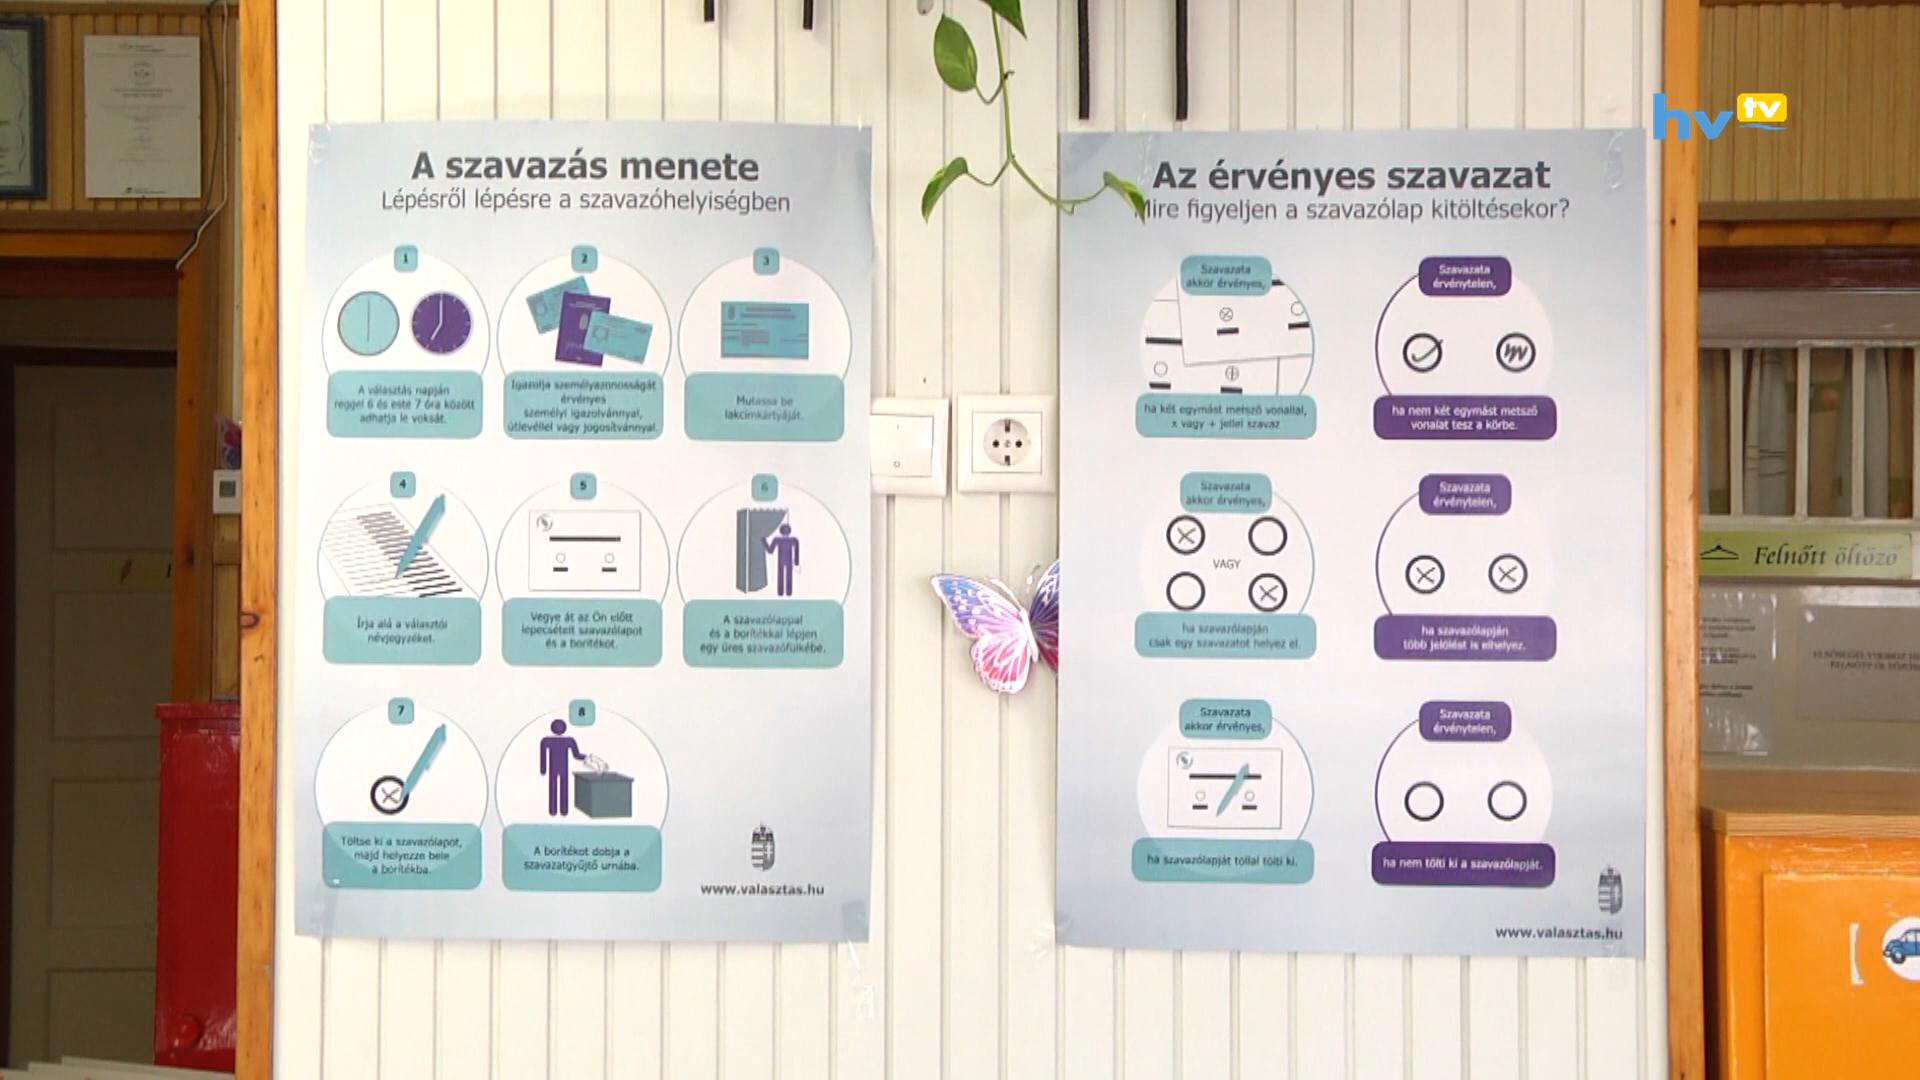 hv tv
A szavazás menete
Lépésről lépésre a szavazóhelyiségben
1
A választás napján
reggel 6 és este 7 óra között
adhatja le voksát.
2
Igazolja személyazonosságát
érvényes
személyi igazolvánnyal,
útlevéllel vagy jogosítvánnyal.
3
Mutassa be
lakcímkártyáját.
4
Írja alá a választói
névjegyzéket.
5
Vegye át az Ön előtt
lepecsételt szavazólapot
és a borítékot.
6
A szavazólappal
és a borítékkal lépjen
egy üres szavazófülkébe.
7
Töltse ki a szavazólapot,
majd helyezze bele
a borítékba.
8
A borítékot dobja a
szavazatgyűjtő urnába.
www.valasztas.hu
Az érvényes szavazat
Mire figyeljen a szavazólap kitöltésekor?
Szavazata
akkor érvényes,
ha két egymást metsző vonallal,
x vagy + jellel szavaz
Szavazata
érvénytelen,
ha nem két egymást metsző
vonalat tesz a körbe.
Szavazata
akkor érvényes,
VAGY
ha szavazólapján
csak egy szavazatot helyez el.
Szavazata
érvénytelen,
ha szavazólapján
több jelölést is elhelyez.
Szavazata
akkor érvényes,
ha szavazólapját tollal tölti ki.
Szavazata
érvénytelen,
ha nem tölti ki a szavazólapját.
www.valasztas.hu
Felnőtt öltöző